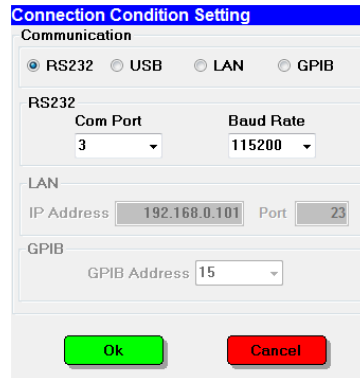 Connection Condition Setting
Communication
RS232 USB LAN GPIB
RS232
Com Port Baud Rate
3 115200
LAN
IP Address 192.168.0.101 Port 23
GPIB
GPIB Address 15
Ok Cancel